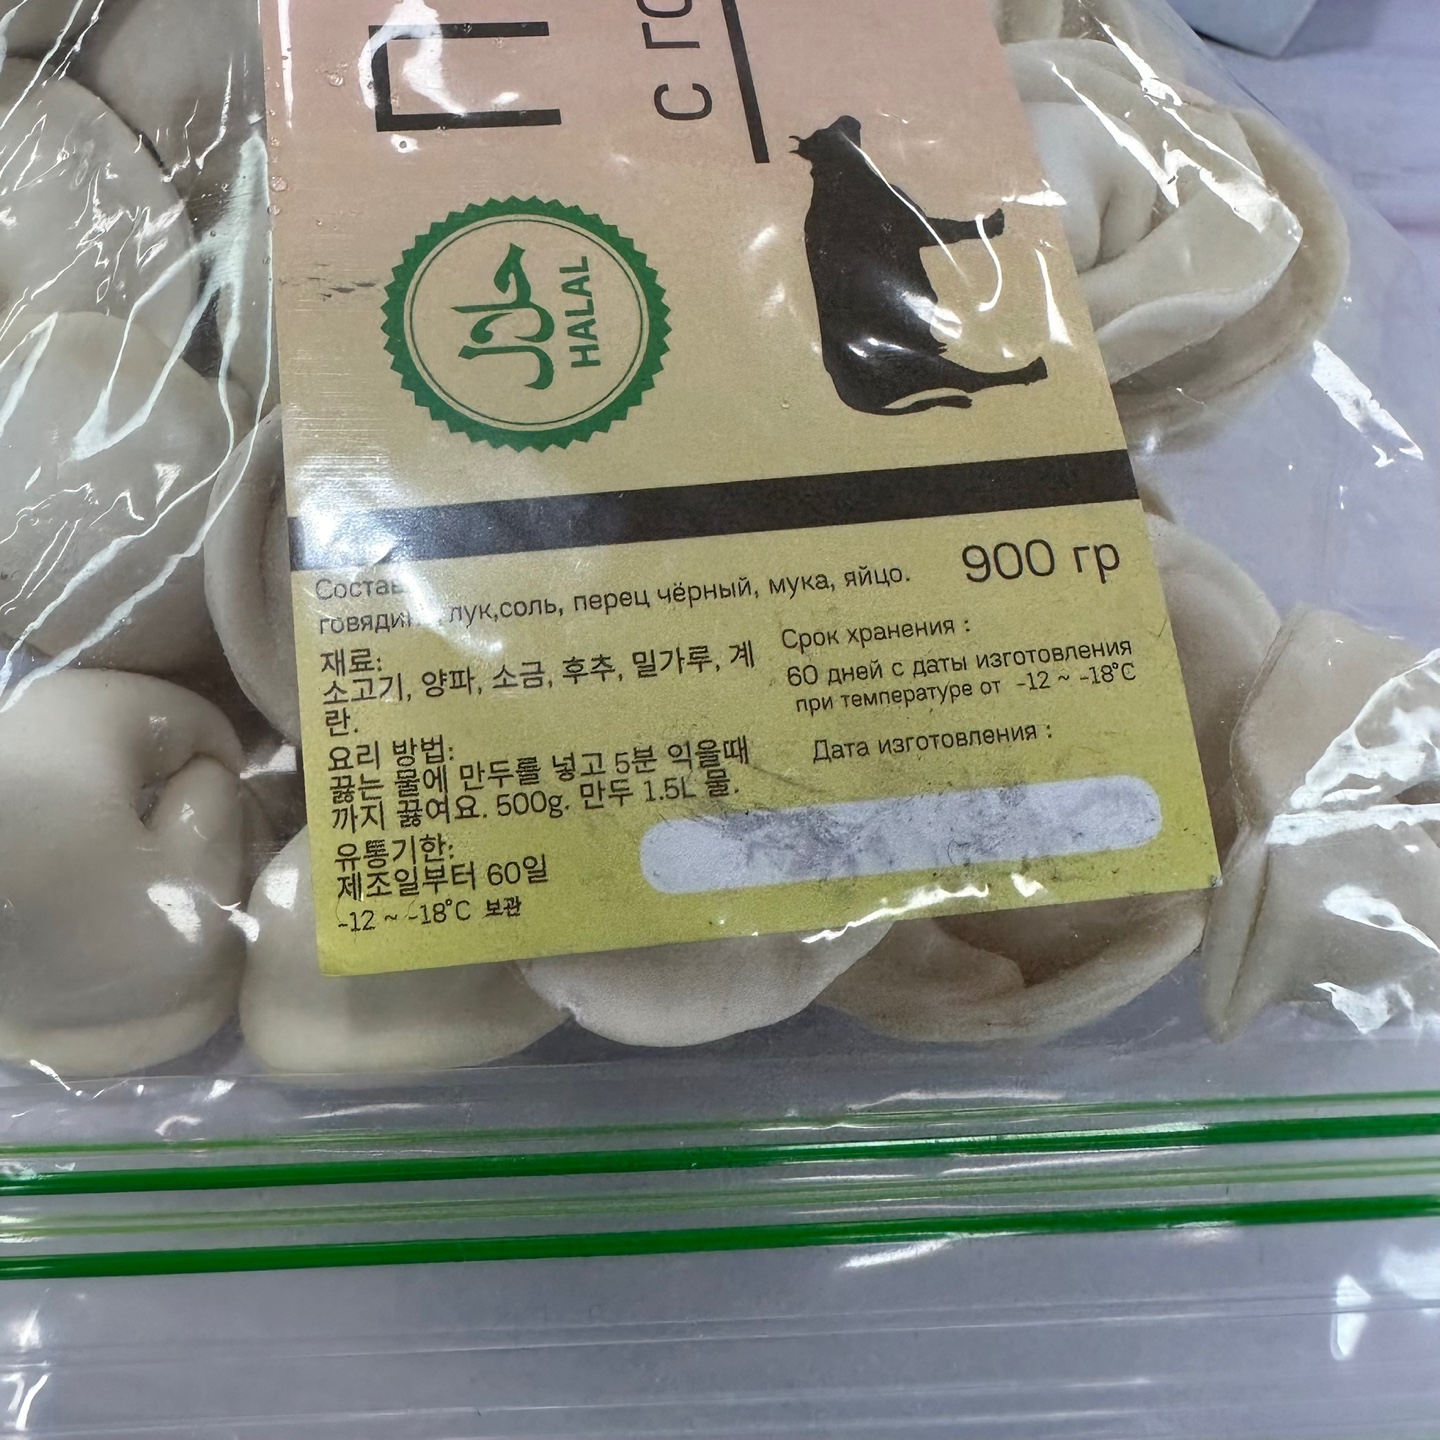 П
с го
حلال
HALAL
900 гр
Состав
лук,соль, перец чёрный, мука, яйцо.
재료:
소고기, 양파, 소금, 후추, 밀가루, 계
란.
요리 방법:
끓는 물에 만두를 넣고 5분 익을때
까지 끓여요. 500g. 만두 1.5L 물.
유통기한:
제조일부터 60일
-12 ~ -18°C 보관
Срок хранения :
60 дней с даты изготовления
при температуре от -12 ~ -18°C
Дата изготовления :